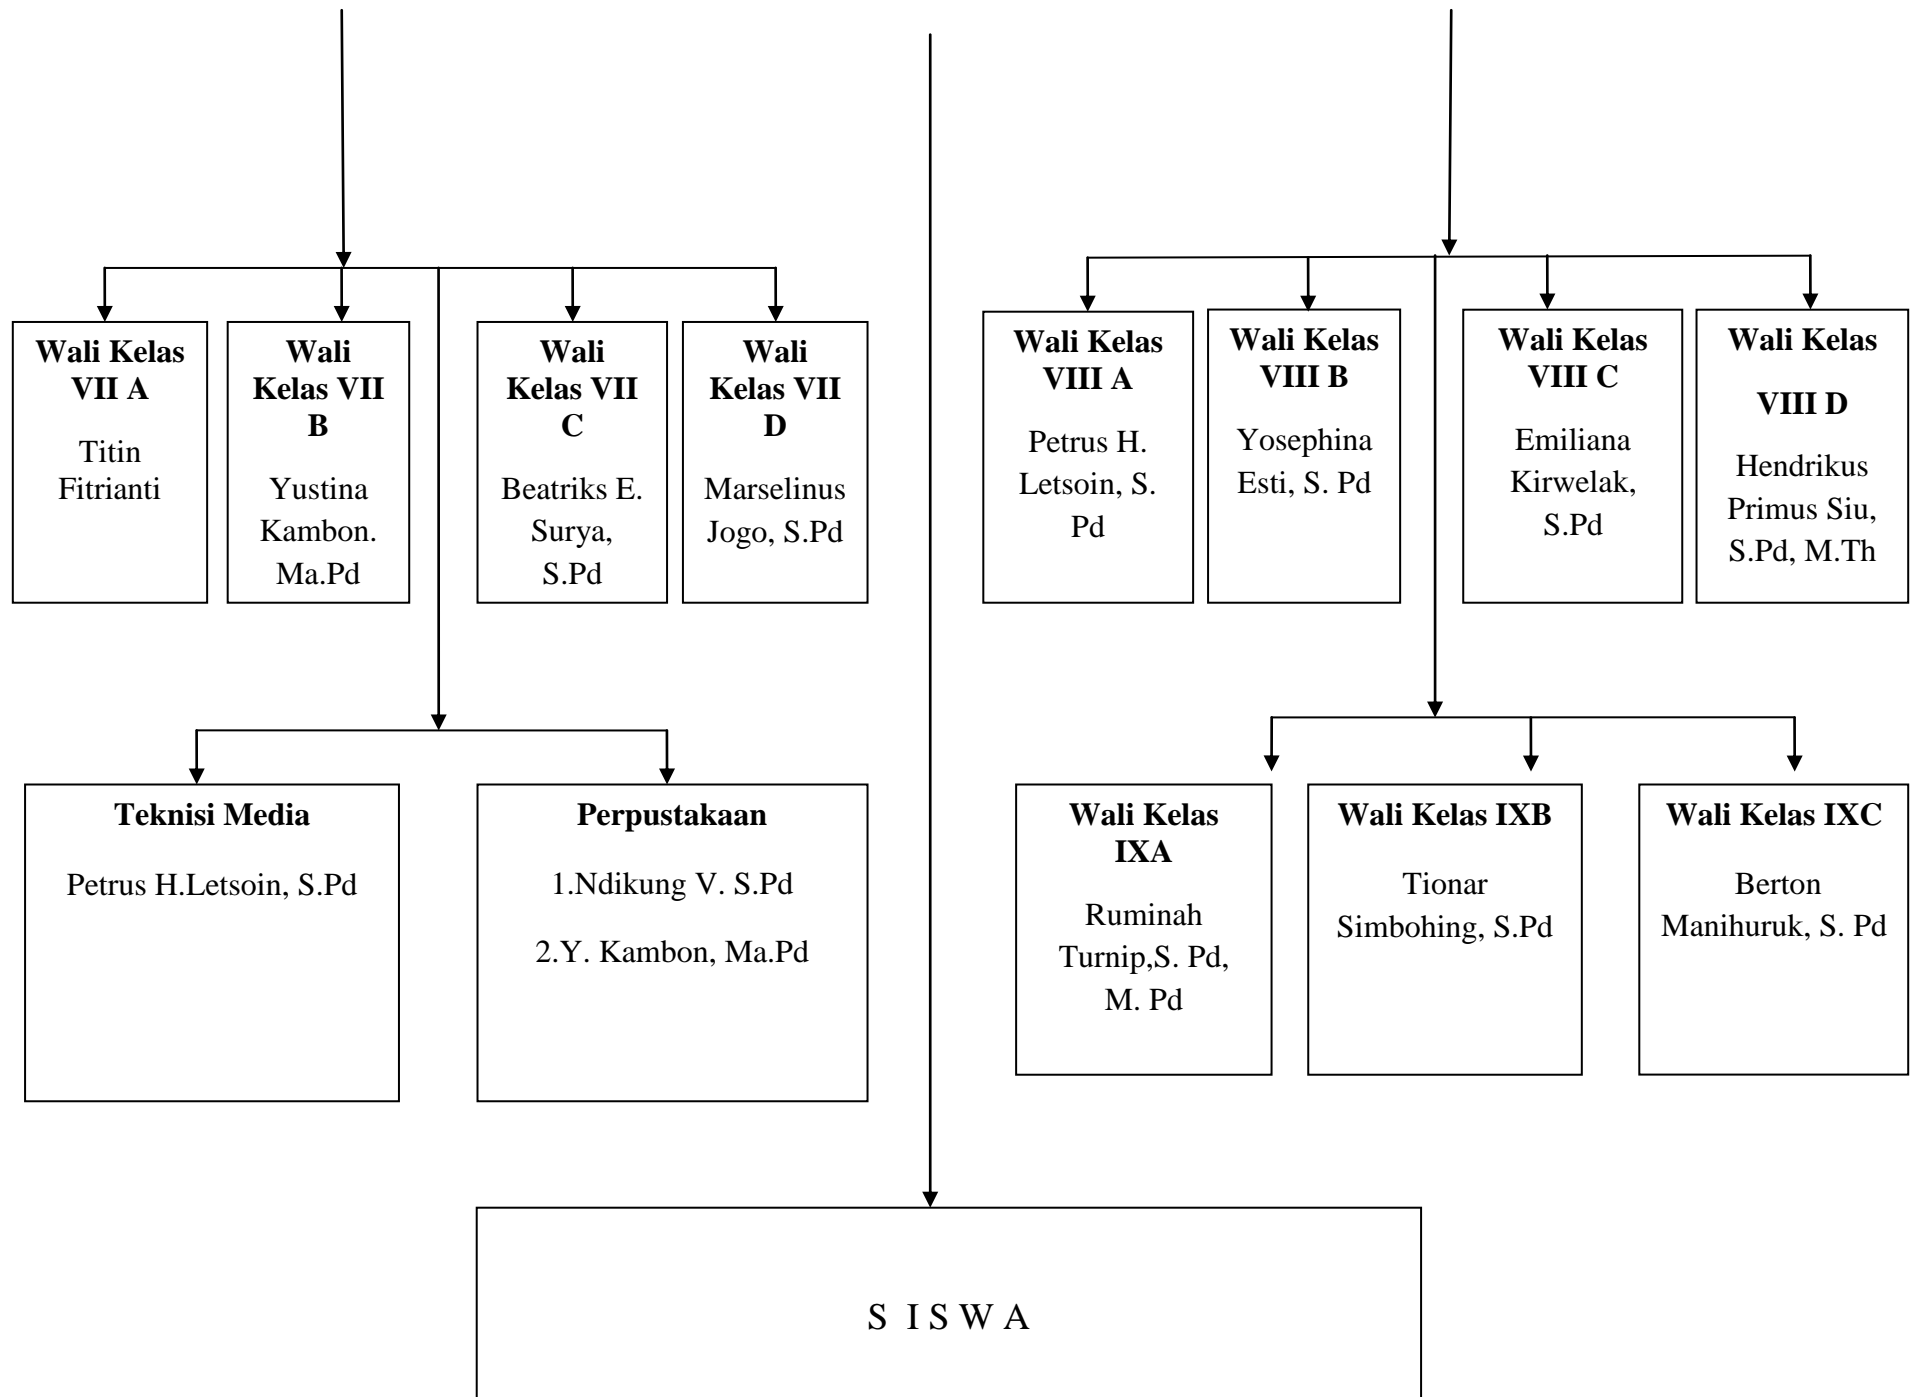 Wali Kelas
VII A
Titin
Fitrianti
Wali
Kelas VII
B
Yustina
Kambon.
Ma.Pd
Wali
Kelas VII
C
Beatriks E.
Surya,
S.Pd
Wali
Kelas VII
D
Marselinus
Jogo, S.Pd
Wali Kelas
VIII A
Petrus H.
Letsoin, S.
Pd
Wali Kelas
VIII B
Yosephina
Esti, S. Pd
Wali Kelas
VIII C
Emiliana
Kirwelak,
S.Pd
Wali Kelas
VIII D
Hendrikus
Primus Siu,
S.Pd, M.Th
Teknisi Media
Petrus H.Letsoin, S.Pd
Perpustakaan
1.Ndikung V. S.Pd
2.Y. Kambon, Ma.Pd
Wali Kelas
IXA
Ruminah
Turnip,S. Pd,
M. Pd
Wali Kelas IXB
Tionar
Simbohing, S.Pd
Wali Kelas IXC
Berton
Manihuruk, S. Pd
S  I S W A